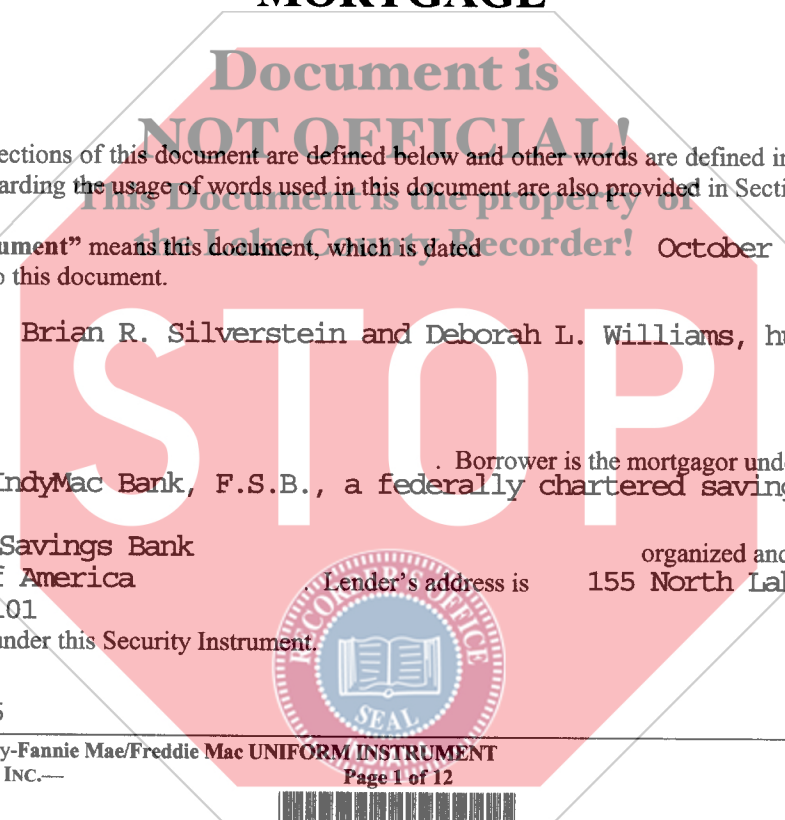 MORTGAGE
Document is
NOT OFFICIAL!
ections of this document are defined below and other words are defined in
arding the usage of words used in this document are also provided in Secti
This Document is the property of
ument” means this document, which is dated October
the Lake County Recorder!
o this document.
Brian R. Silverstein and Deborah L. Williams, hu
STOP
. Borrower is the mortgagor unde
IndyMac Bank, F.S.B., a federally chartered saving
Savings Bank organized and
f America . Lender’s address is 155 North Lak
101
under this Security Instrument.
RECORDER'S OFFICE
SEAL
5
y-Fannie Mae/Freddie Mac UNIFORM INSTRUMENT
INC.— Page 1 of 12